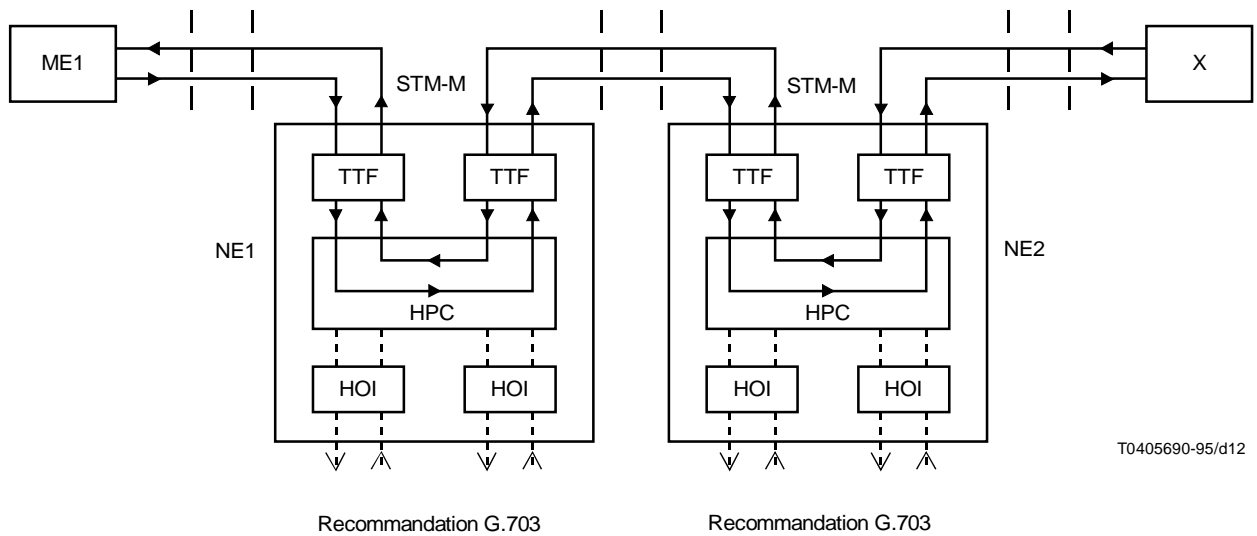 ME1
X
STM-M
STM-M
TTF
TTF
TTF
TTF
NE1
NE2
HPC
HPC
HOI
HOI
HOI
HOI
T0405690-95/d12
Recommandation G.703
Recommandation G.703